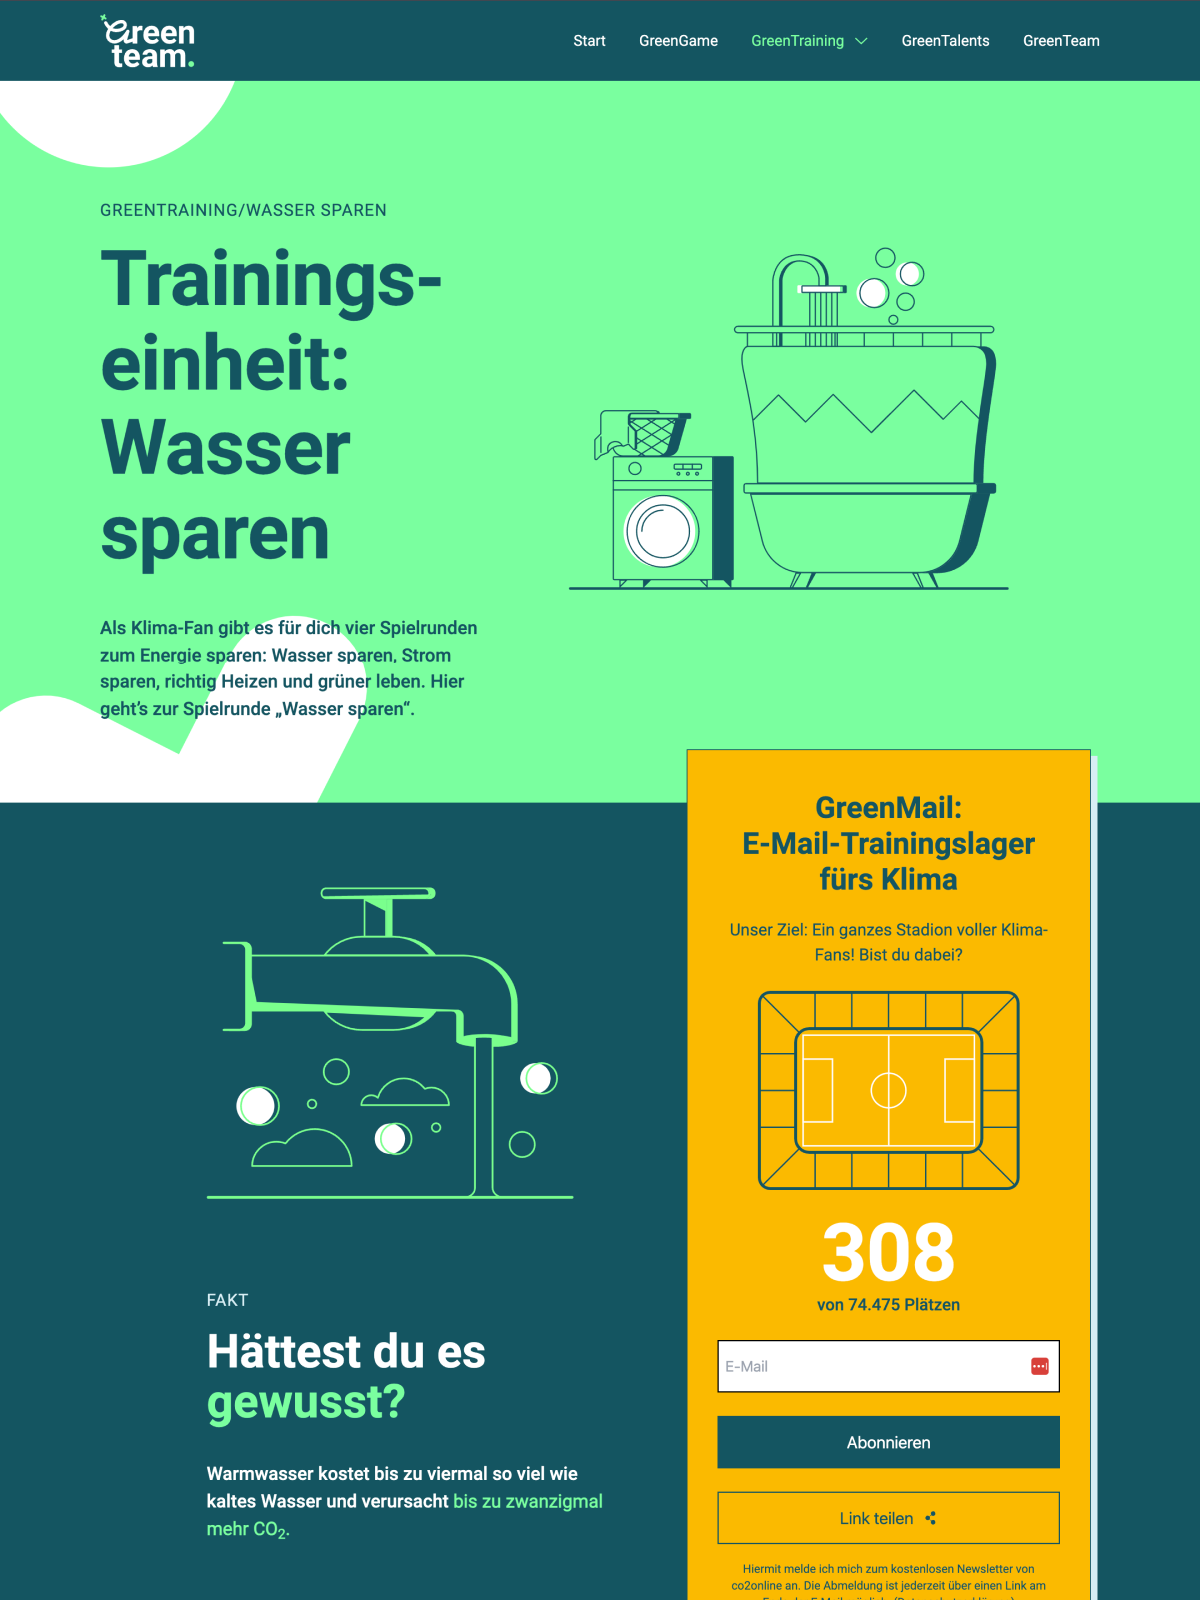 Green
team.
Start
GreenGame
GreenTraining
GreenTalents
GreenTeam
GREENTRAINING/WASSER SPAREN
Trainings-
einheit:
Wasser
sparen
Als Klima-Fan gibt es für dich vier Spielrunden
zum Energie sparen: Wasser sparen, Strom
sparen, richtig Heizen und grüner leben. Hier
geht’s zur Spielrunde „Wasser sparen“.
FAKT
Hättest du es
gewusst?
Warmwasser kostet bis zu viermal so viel wie
kaltes Wasser und verursacht bis zu zwanzigmal
mehr CO₂.
GreenMail:
E-Mail-Trainingslager
fürs Klima
Unser Ziel: Ein ganzes Stadion voller Klima-
Fans! Bist du dabei?
308
von 74.475 Plätzen
E-Mail
Abonnieren
Link teilen
Hiermit melde ich mich zum kostenlosen Newsletter von
co2online an. Die Abmeldung ist jederzeit über einen Link am